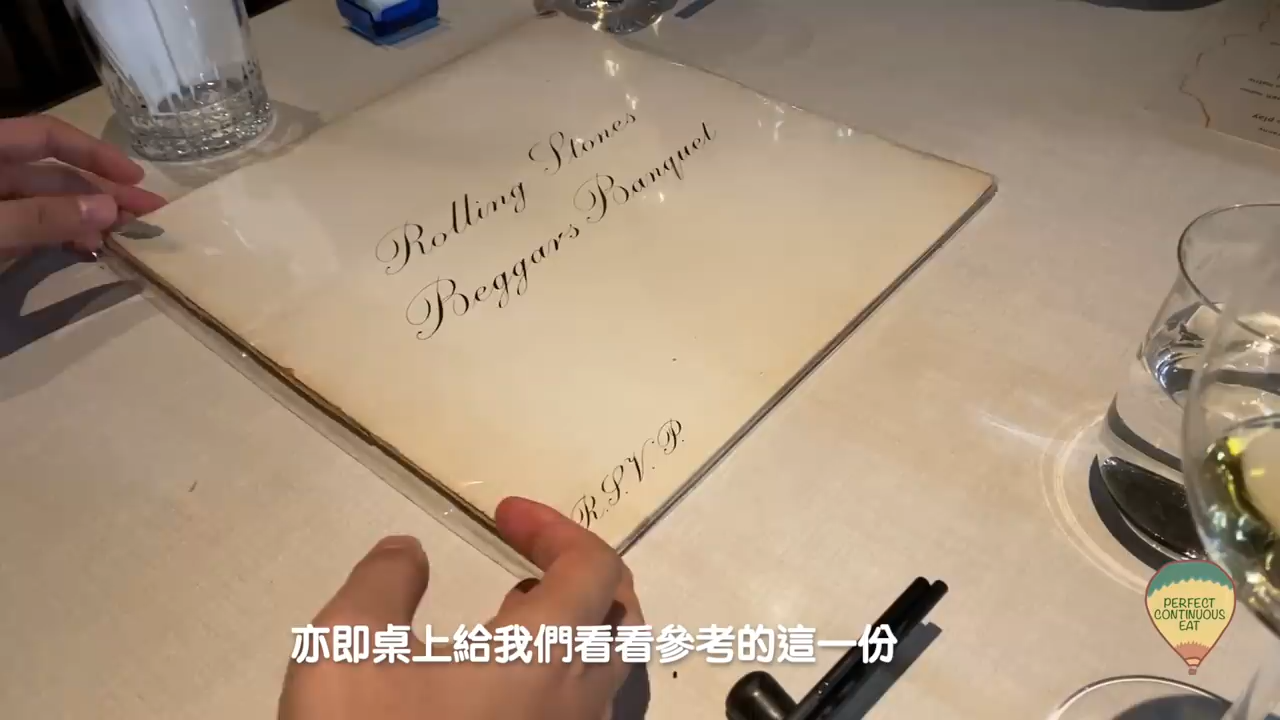 Rolling Stones
Beggars Banquet
R.S.V.P.
亦即桌上給我們看看參考的這一份
PERFECT
CONTINUOUS
EAT